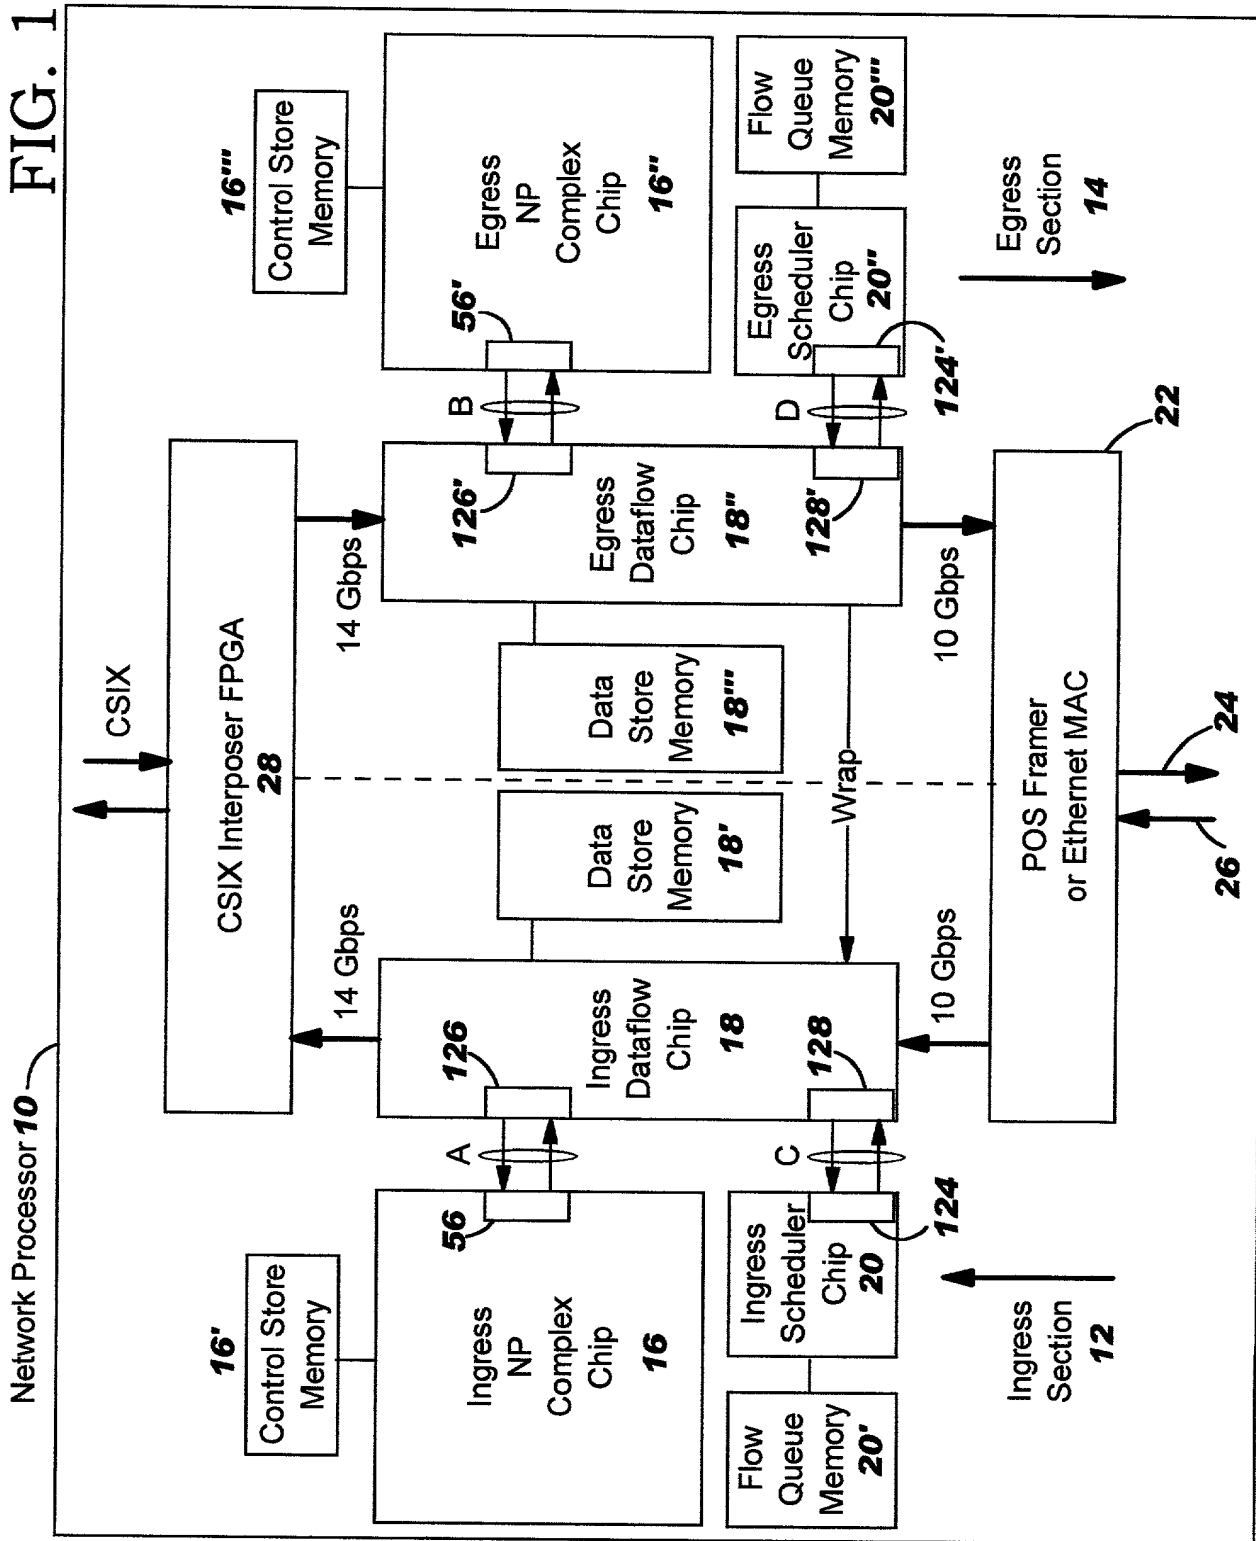 FIG. 1
Network Processor 10
CSIX
CSIX Interposer FPGA
28
16'
Control Store
Memory
16'''
Control Store
Memory
14 Gbps
14 Gbps
Ingress
NP
Complex
Chip
16
56
A
126
Ingress
Dataflow
Chip
18
128
Data
Store
Memory
18'
Data
Store
Memory
18'''
Egress
Dataflow
Chip
18''
126'
128'
B
56'
Egress
NP
Complex
Chip
16''
Flow
Queue
Memory
20'
Ingress
Scheduler
Chip
20
124
C
Wrap
D
Egress
Scheduler
Chip
20''
124'
Flow
Queue
Memory
20'''
10 Gbps
10 Gbps
Ingress
Section
12
POS Framer
or Ethernet MAC
22
Egress
Section
14
26
24